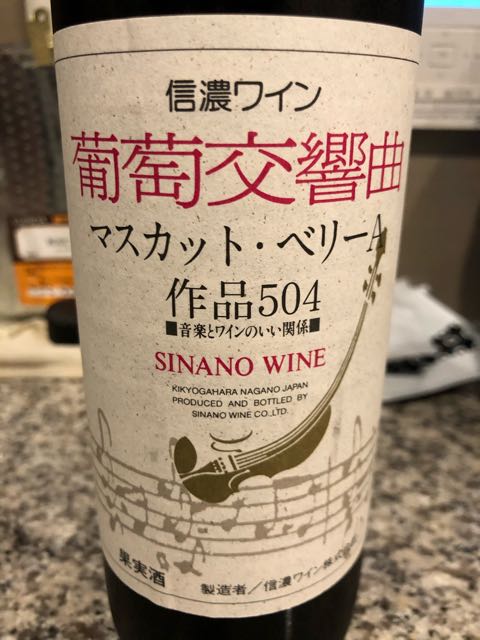 信濃ワイン
葡萄交響曲
マスカット・ベリーA
作品504
■音楽とワインのいい関係■
SINANO WINE
KIKYOGAHARA NAGANO JAPAN
PRODUCED AND BOTTLED BY
SINANO WINE CO.,LTD.
果実酒
製造者／信濃ワイン株式会社